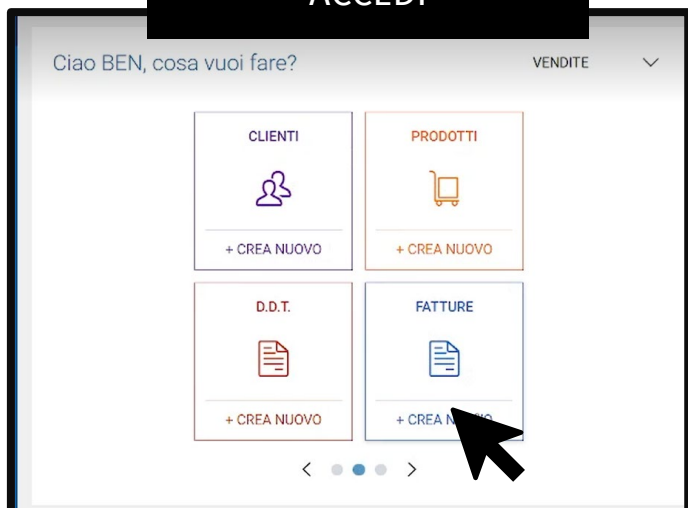 ACCEDI
Ciao BEN, cosa vuoi fare?
VENDITE
CLIENTI
PRODOTTI
+ CREA NUOVO
+ CREA NUOVO
D.D.T.
FATTURE
+ CREA NUOVO
+ CREA